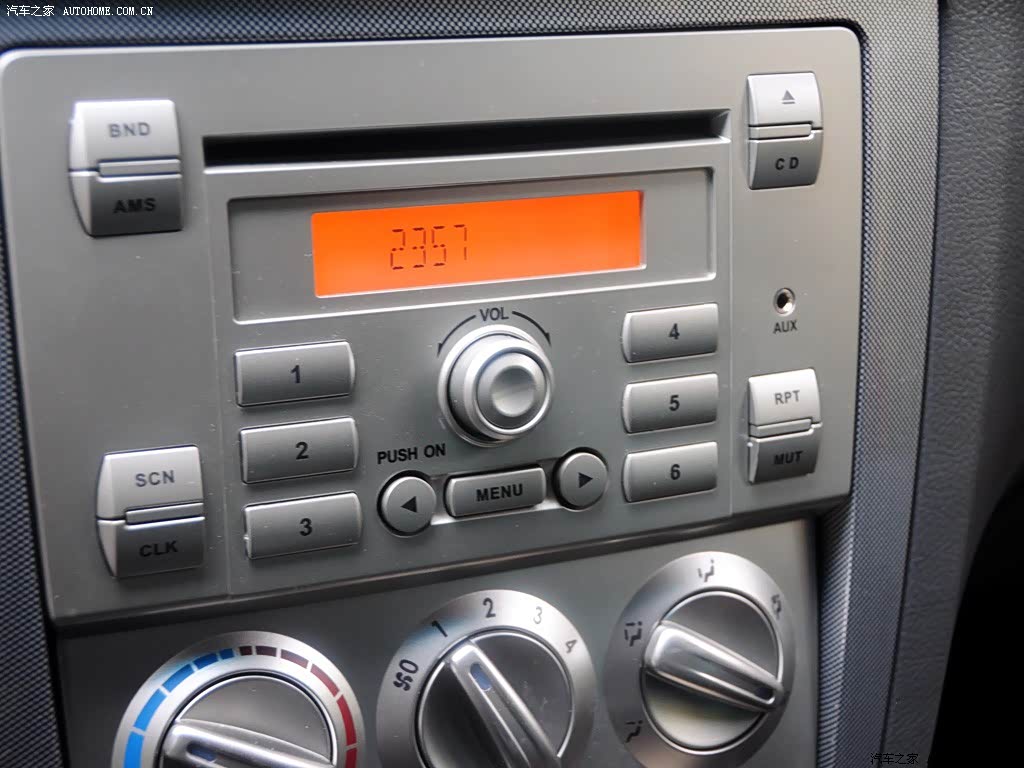 汽车之家 AUTOHOME.COM.CN
BND
AMS
CD
2357
VOL
AUX
1
4
2
5
3
6
PUSH ON
MENU
RPT
MUT
SCN
CLK
0 1 2 3 4
汽车之家